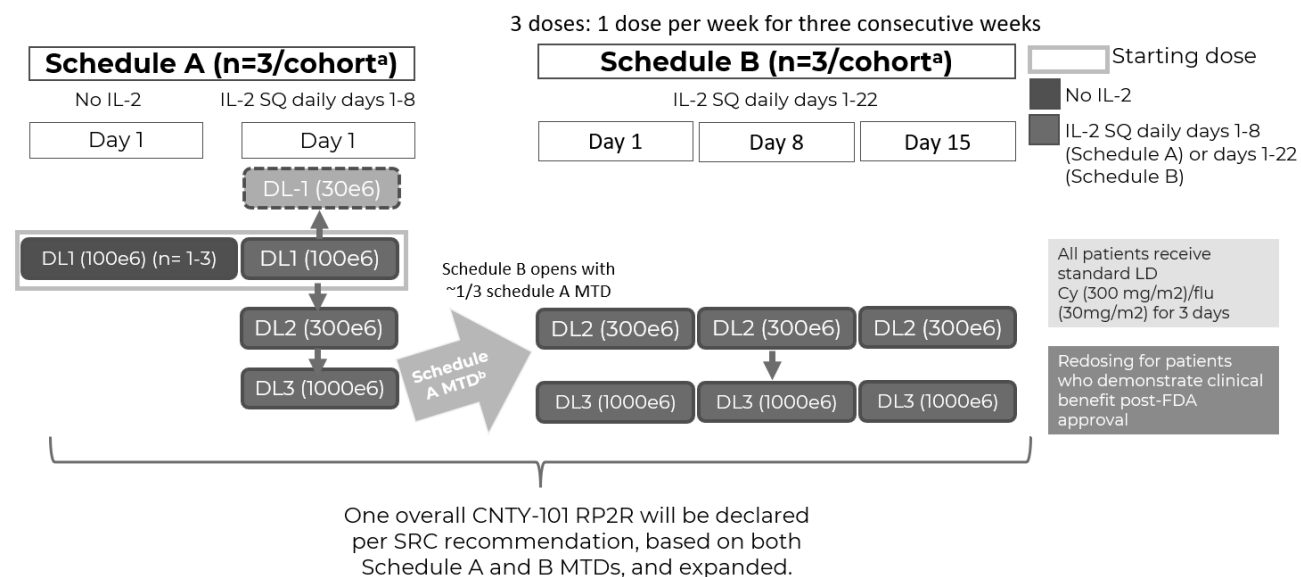 3 doses: 1 dose per week for three consecutive weeks
Schedule A (n=3/cohortᵃ)
Schedule B (n=3/cohortᵃ)
Starting dose
No IL-2
IL-2 SQ daily days 1-8
IL-2 SQ daily days 1-22
No IL-2
Day 1
Day 1
Day 1
Day 8
Day 15
IL-2 SQ daily days 1-8
(Schedule A) or days 1-22
(Schedule B)
DL-1 (30e6)
DL1 (100e6) (n= 1-3)
DL1 (100e6)
Schedule B opens with
~1/3 schedule A MTD
All patients receive
standard LD
Cy (300 mg/m2)/flu
(30mg/m2) for 3 days
DL2 (300e6)
DL2 (300e6)
DL2 (300e6)
DL2 (300e6)
Schedule
A MTDᵇ
DL3 (1000e6)
DL3 (1000e6)
DL3 (1000e6)
DL3 (1000e6)
Redosing for patients
who demonstrate clinical
benefit post-FDA
approval
One overall CNTY-101 RP2R will be declared
per SRC recommendation, based on both
Schedule A and B MTDs, and expanded.